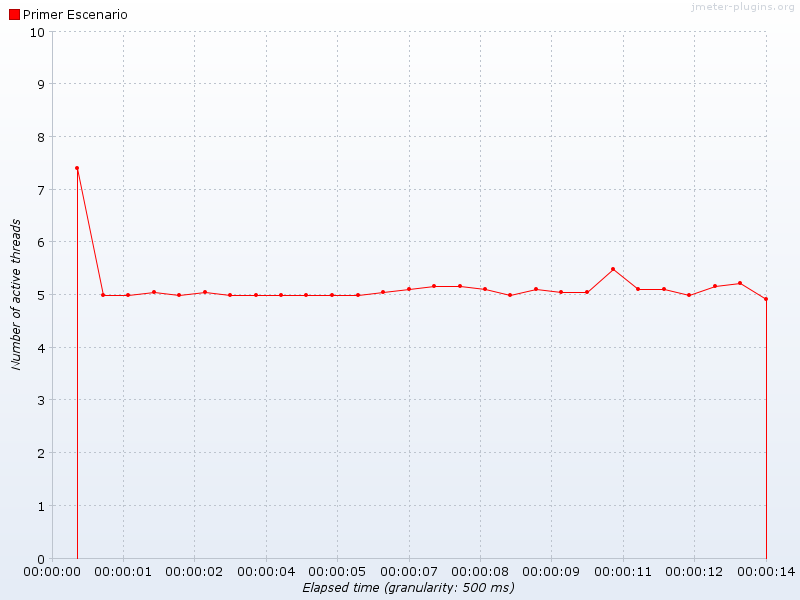 jmeter-plugins.org
Primer Escenario
10
9
8
7
6
5
4
3
2
1
0
Number of active threads
00:00:00 00:00:01 00:00:02 00:00:04 00:00:05 00:00:07 00:00:08 00:00:09 00:00:11 00:00:12 00:00:14
Elapsed time (granularity: 500 ms)